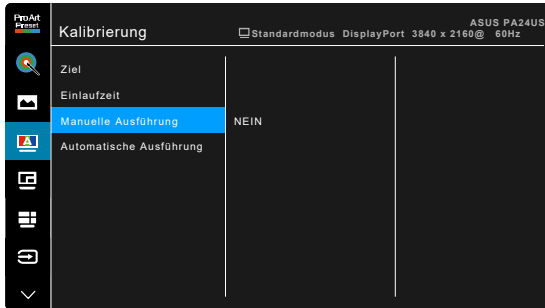 ProArt
Preset
Kalibrierung
ASUS PA24US
Standardmodus DisplayPort 3840 x 2160@ 60Hz
Ziel
Einlaufzeit
Manuelle Ausführung NEIN
Automatische Ausführung
A